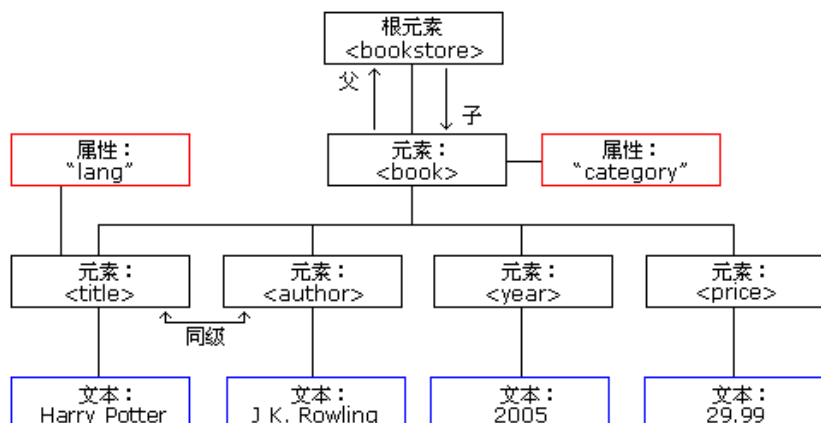 根元素
<bookstore>
父
子
属性：
“lang”
元素：
<book>
属性：
“category”
元素：
<title>
元素：
<author>
元素：
<year>
元素：
<price>
同级
文本：
Harry Potter
文本：
J K. Rowling
文本：
2005
文本：
29.99